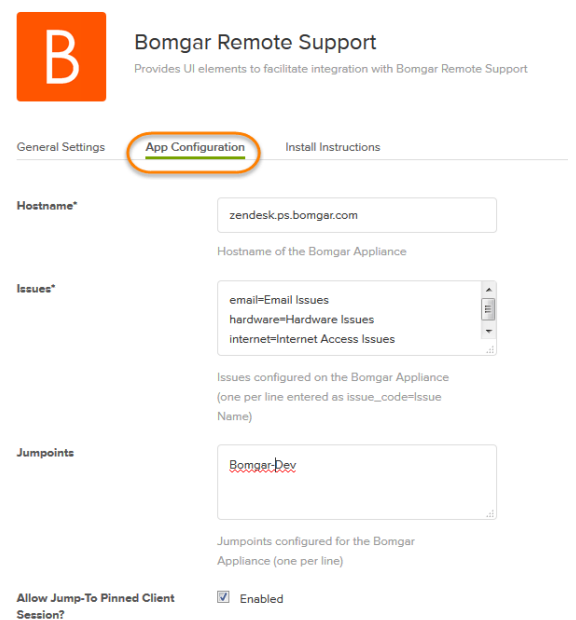 B
Bomgar Remote Support
Provides UI elements to facilitate integration with Bomgar Remote Support
General Settings App Configuration Install Instructions
Hostname*
zendesk.ps.bomgar.com
Hostname of the Bomgar Appliance
Issues*
email=Email Issues
hardware=Hardware Issues
internet=Internet Access Issues
Issues configured on the Bomgar Appliance
(one per line entered as issue_code=Issue
Name)
Jumpoints
Bomgar-Dev
Jumpoints configured for the Bomgar
Appliance (one per line)
Allow Jump-To Pinned Client
Session?
Enabled